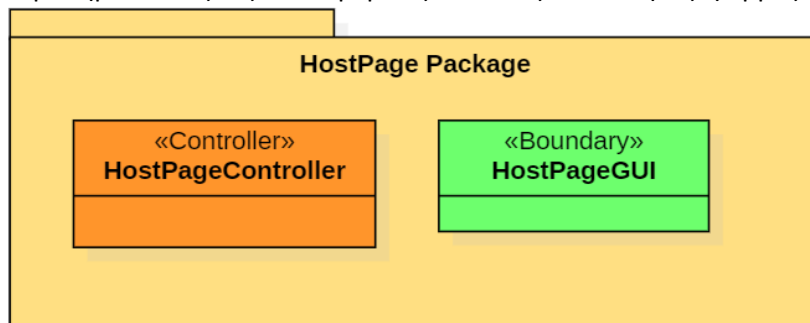 HostPage Package
«Controller»
HostPageController
«Boundary»
HostPageGUI